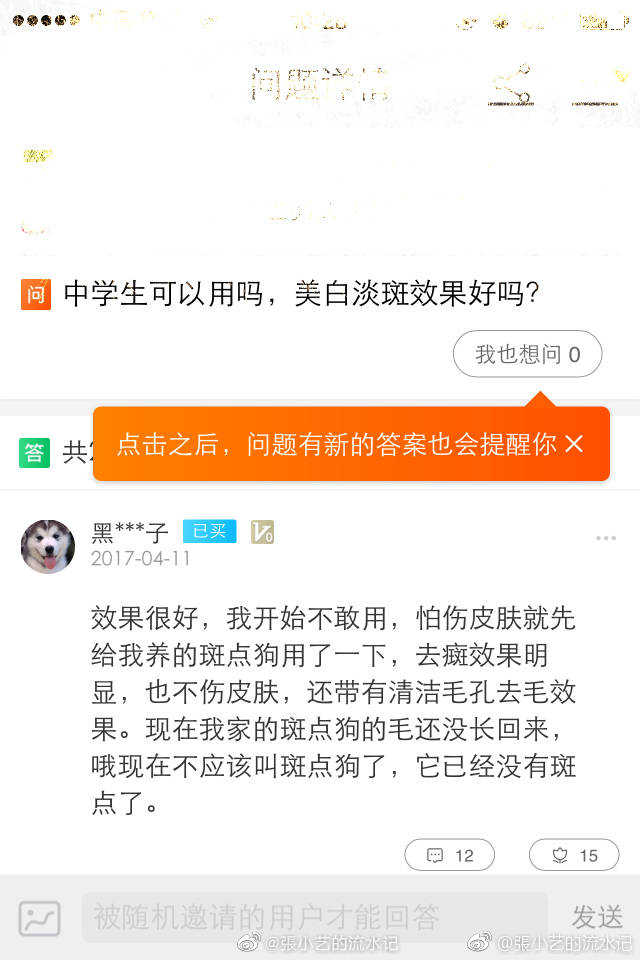 问题详情
问 中学生可以用吗，美白淡斑效果好吗？
我也想问 0
点击之后，问题有新的答案也会提醒你 ×
答 共
黑***子 已买 V0
2017-04-11
效果很好，我开始不敢用，怕伤皮肤就先
给我养的斑点狗用了一下，去癍效果明
显，也不伤皮肤，还带有清洁毛孔去毛效
果。现在我家的斑点狗的毛还没长回来，
哦现在不应该叫斑点狗了，它已经没有斑
点了。
12 15
被随机邀请的用户才能回答 发送
@張小艺的流水记 @張小艺的流水记